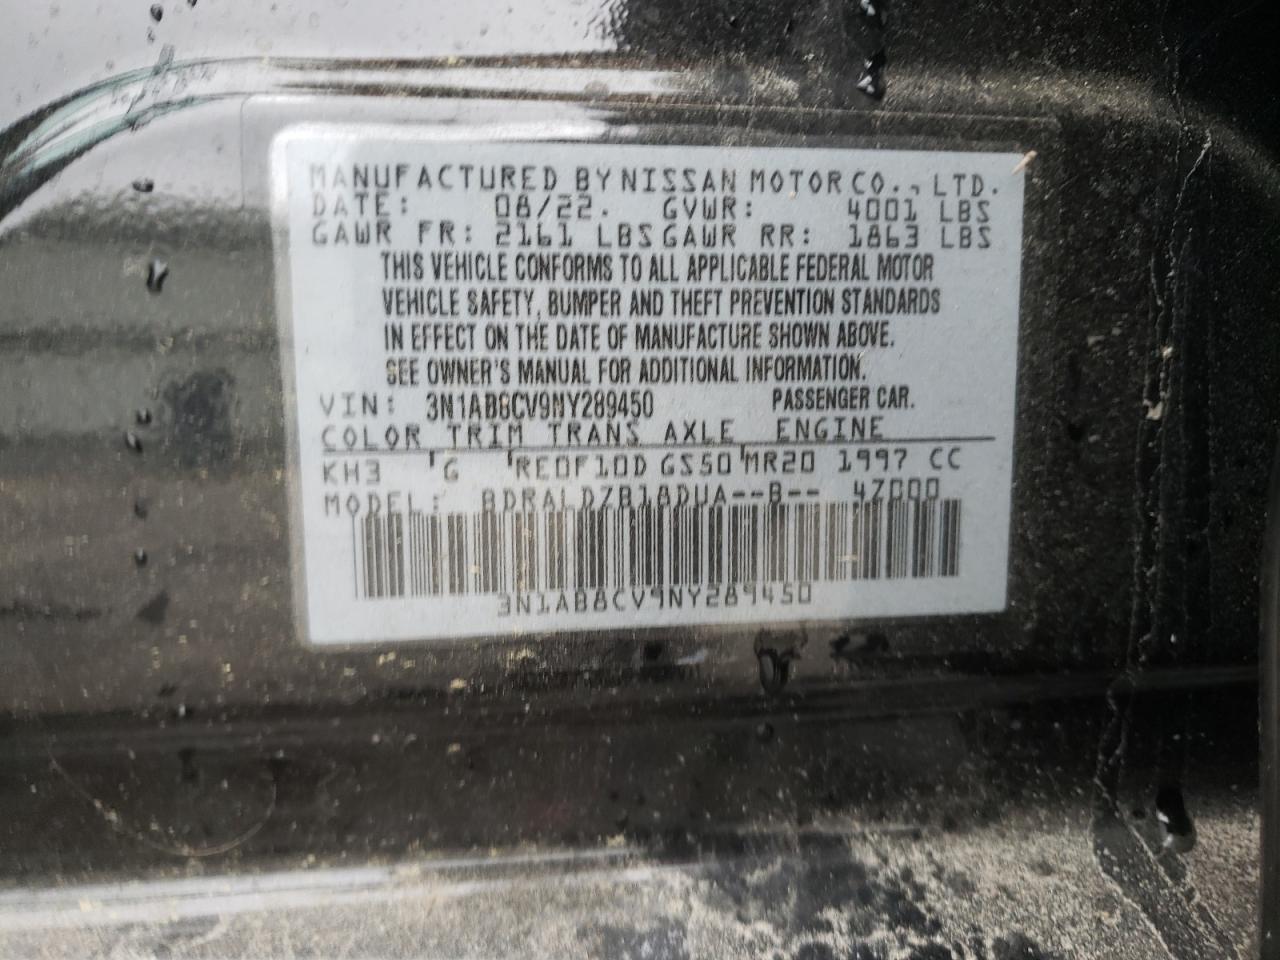 MANUFACTURED BY NISSAN MOTOR CO., LTD.
DATE: 08/22. GVWR: 4001 LBS
GAWR FR: 2161 LBS GAWR RR: 1863 LBS
THIS VEHICLE CONFORMS TO ALL APPLICABLE FEDERAL MOTOR
VEHICLE SAFETY, BUMPER AND THEFT PREVENTION STANDARDS
IN EFFECT ON THE DATE OF MANUFACTURE SHOWN ABOVE.
SEE OWNER'S MANUAL FOR ADDITIONAL INFORMATION.
VIN: 3N1AB8CV9NY289450 PASSENGER CAR.
COLOR TRIM TRANS AXLE ENGINE
KH3 G RE0F10D GS50 MR20 1997 CC
MODEL: BDRALDZB18DUA--B-- 4Z000
3N1AB8CV9NY289450